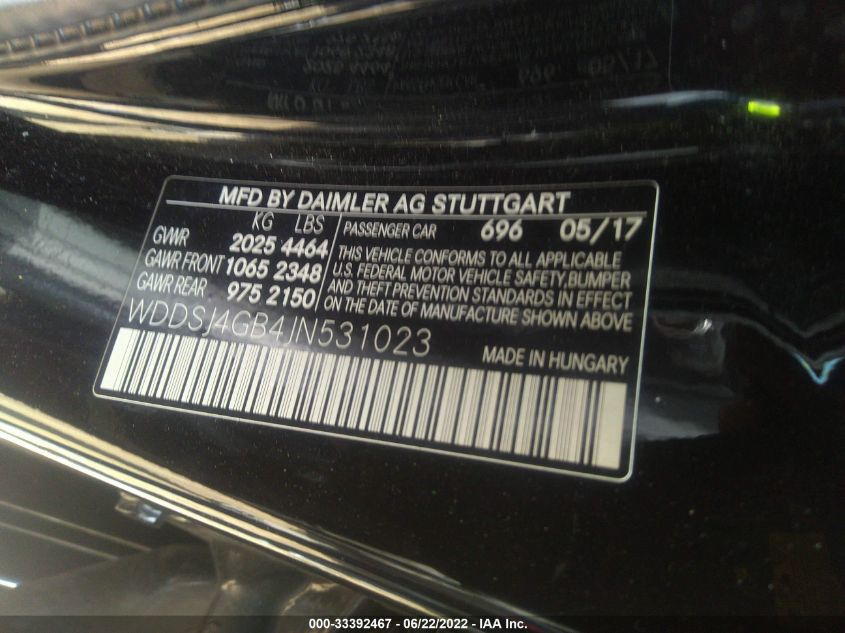 MFD BY DAIMLER AG STUTTGART
KG LBS
GVWR 2025 4464
GAWR FRONT 1065 2348
GAWR REAR 975 2150
PASSENGER CAR 696 05/17
THIS VEHICLE CONFORMS TO ALL APPLICABLE
U.S. FEDERAL MOTOR VEHICLE SAFETY, BUMPER
AND THEFT PREVENTION STANDARDS IN EFFECT
ON THE DATE OF MANUFACTURE SHOWN ABOVE
WDDSJ4GB4JN531023
MADE IN HUNGARY
000-33392467 - 06/22/2022 - IAA Inc.